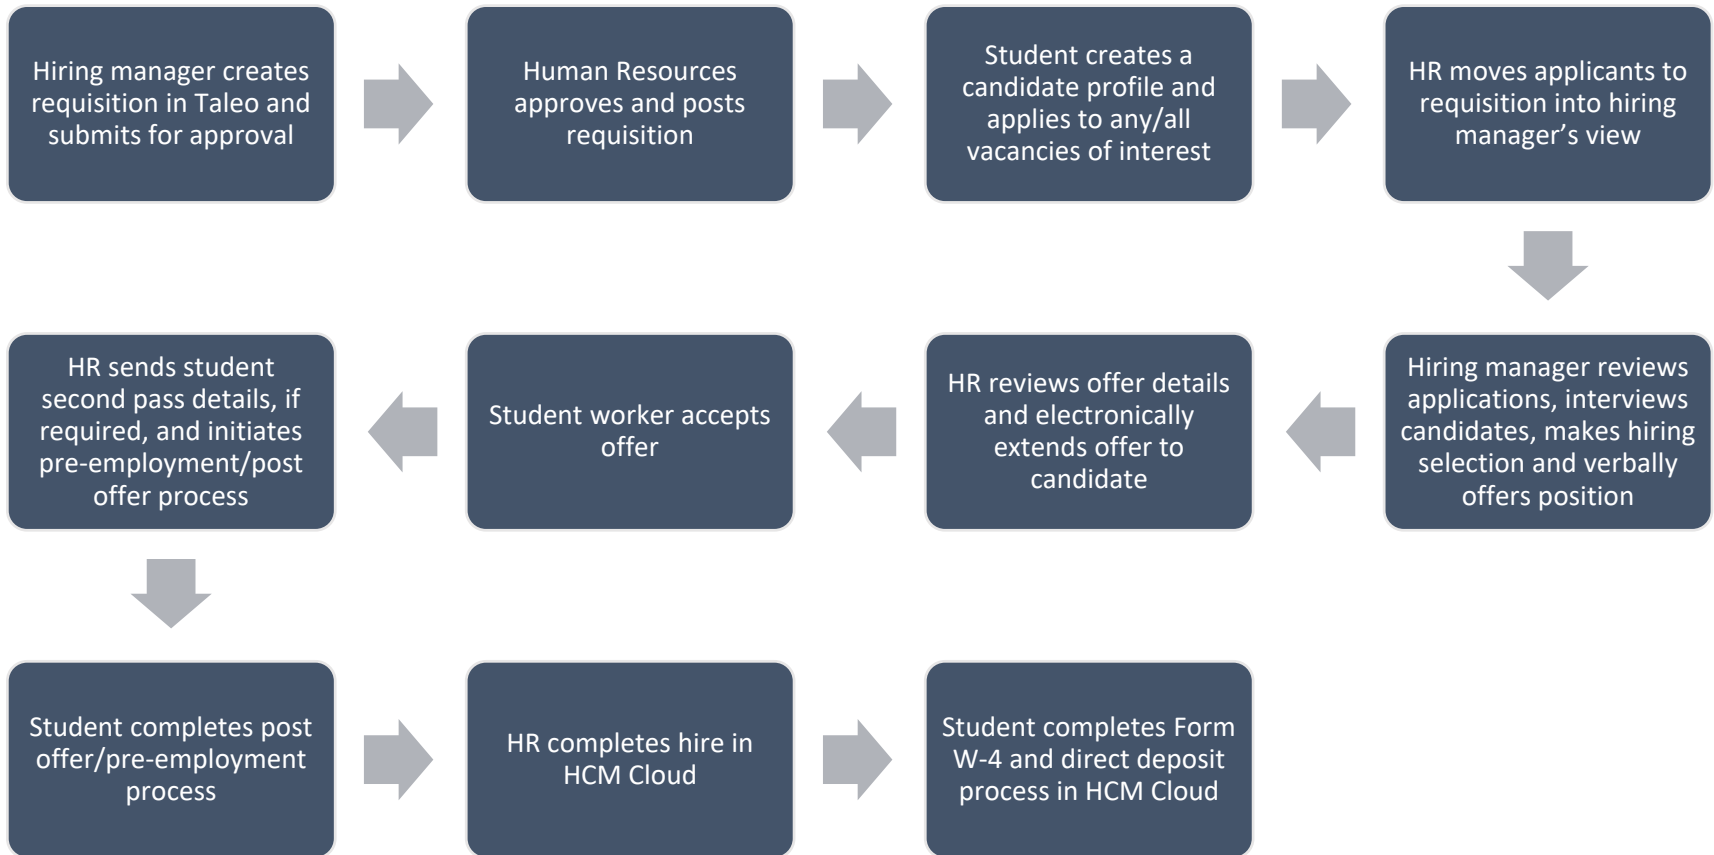 Hiring manager creates
requisition in Taleo and
submits for approval
Human Resources
approves and posts
requisition
Student creates a
candidate profile and
applies to any/all
vacancies of interest
HR moves applicants to
requisition into hiring
manager’s view
Hiring manager reviews
applications, interviews
candidates, makes hiring
selection and verbally
offers position
HR reviews offer details
and electronically
extends offer to
candidate
Student worker accepts
offer
HR sends student
second pass details, if
required, and initiates
pre-employment/post
offer process
Student completes post
offer/pre-employment
process
HR completes hire in
HCM Cloud
Student completes Form
W-4 and direct deposit
process in HCM Cloud